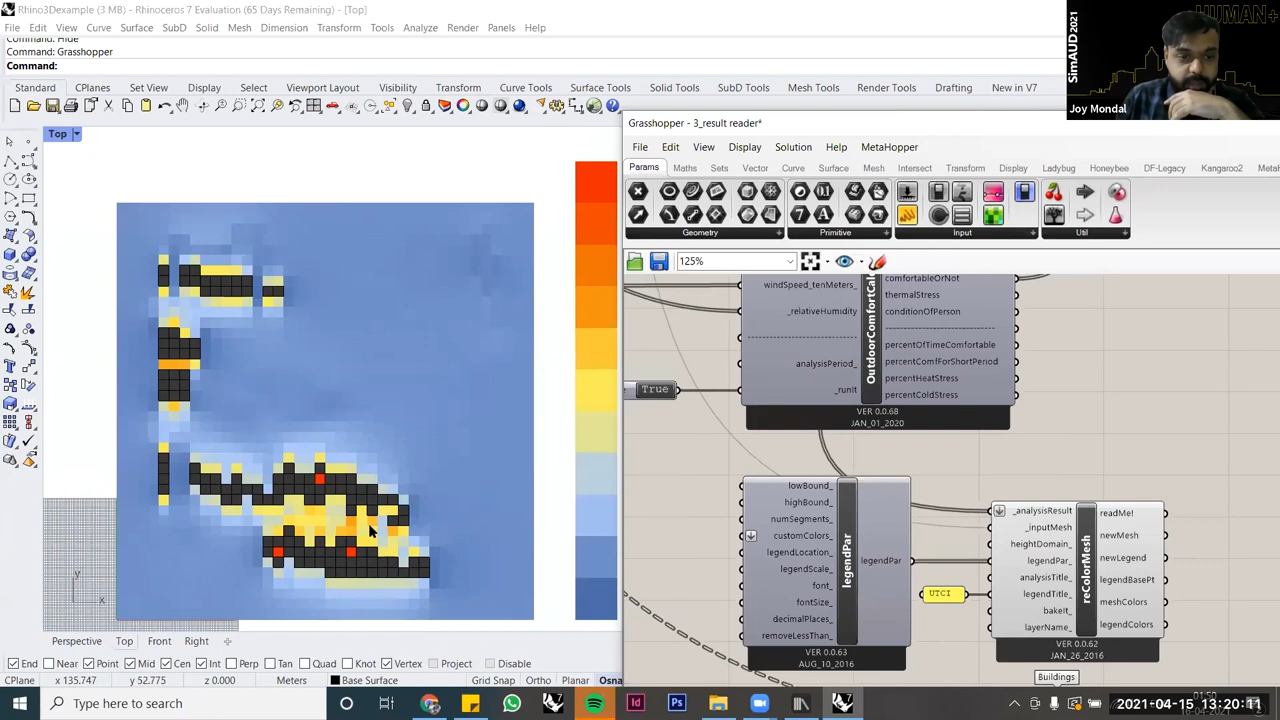 Rhino3Dexample (3 MB) - Rhinoceros 7 Evaluation (65 Days Remaining) - [Top]
File Edit View Curve Surface SubD Solid Mesh Dimension Transform Tools Analyze Render Panels Help
Command: Hide
Command: Grasshopper
Command:
Standard CPlanes Set View Display Select Viewport Layout Visibility Transform Curve Tools Surface Tools Solid Tools SubD Tools Mesh Tools Render Tools Drafting New in V7
Top
SimAUD2021
HUMAN+
Joy Mondal
Grasshopper - 3_result reader*
File Edit View Display Solution Help MetaHopper
Params Maths Sets Vector Curve Surface Mesh Intersect Transform Display Ladybug Honeybee DF-Legacy Kangaroo2
Geometry Primitive Input Util
125%
windSpeed_tenMeters_
_relativeHumidity
analysisPeriod_
_runIt
True
comfortableOrNot
thermalStress
conditionOfPerson
percentOfTimeComfortable
percentComfForShortPeriod
percentHeatStress
percentColdStress
VER 0.0.68
JAN_01_2020
lowBound_
highBound_
numSegments_
customColors_
legendLocation_
legendScale_
font_
fontSize_
decimalPlaces_
removeLessThan_
legendPar
legendPar
VER 0.0.63
AUG_10_2016
UTCI
_analysisResult
_inputMesh
heightDomain_
legendPar_
analysisTitle_
legendTitle_
bakeIt_
layerName_
reColorMesh
readMe!
newMesh
newLegend
legendBasePt
meshColors
legendColors
VER 0.0.62
JAN_26_2016
Buildings
y
x
Perspective Top Front Right
End Near Point Mid Cen Int Perp Tan Quad Knot Vertex Project Disable
CPlane x 135.747 y 52.775 z 0.000 Meters Base Surface Grid Snap Ortho Planar Osna
Type here to search
01:50
2021-04-15 13:20:11